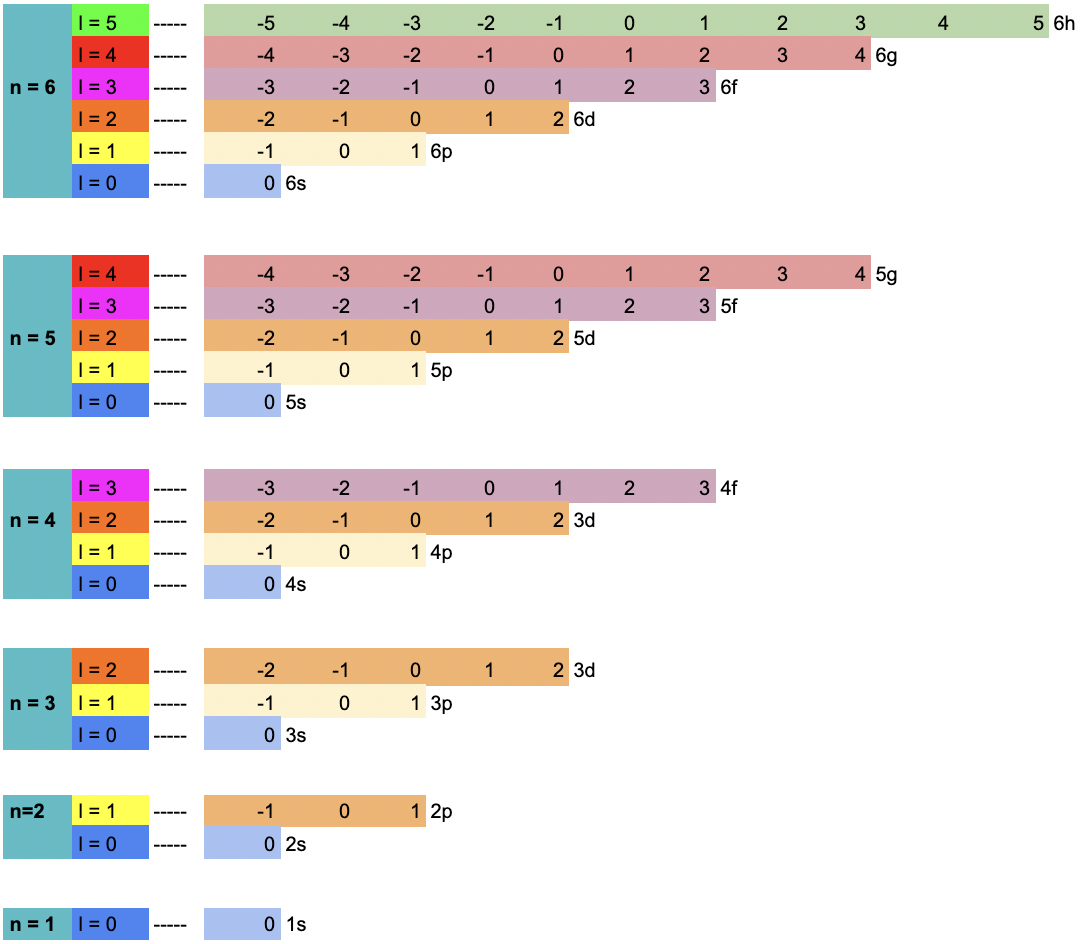 l = 5 ----- -5 -4 -3 -2 -1 0 1 2 3 4 5 6h
l = 4 ----- -4 -3 -2 -1 0 1 2 3 4 6g
n = 6 l = 3 ----- -3 -2 -1 0 1 2 3 6f
l = 2 ----- -2 -1 0 1 2 6d
l = 1 ----- -1 0 1 6p
l = 0 ----- 0 6s
l = 4 ----- -4 -3 -2 -1 0 1 2 3 4 5g
l = 3 ----- -3 -2 -1 0 1 2 3 5f
n = 5 l = 2 ----- -2 -1 0 1 2 5d
l = 1 ----- -1 0 1 5p
l = 0 ----- 0 5s
l = 3 ----- -3 -2 -1 0 1 2 3 4f
n = 4 l = 2 ----- -2 -1 0 1 2 3d
l = 1 ----- -1 0 1 4p
l = 0 ----- 0 4s
l = 2 ----- -2 -1 0 1 2 3d
n = 3 l = 1 ----- -1 0 1 3p
l = 0 ----- 0 3s
n=2 l = 1 ----- -1 0 1 2p
l = 0 ----- 0 2s
n = 1 l = 0 ----- 0 1s